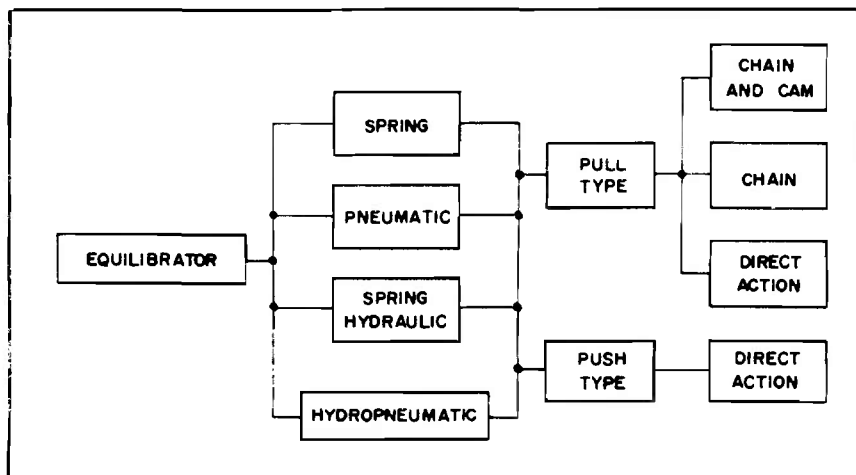 EQUILIBRATOR
SPRING
PNEUMATIC
SPRING
HYDRAULIC
HYDROPNEUMATIC
PULL
TYPE
PUSH
TYPE
CHAIN
AND CAM
CHAIN
DIRECT
ACTION
DIRECT
ACTION